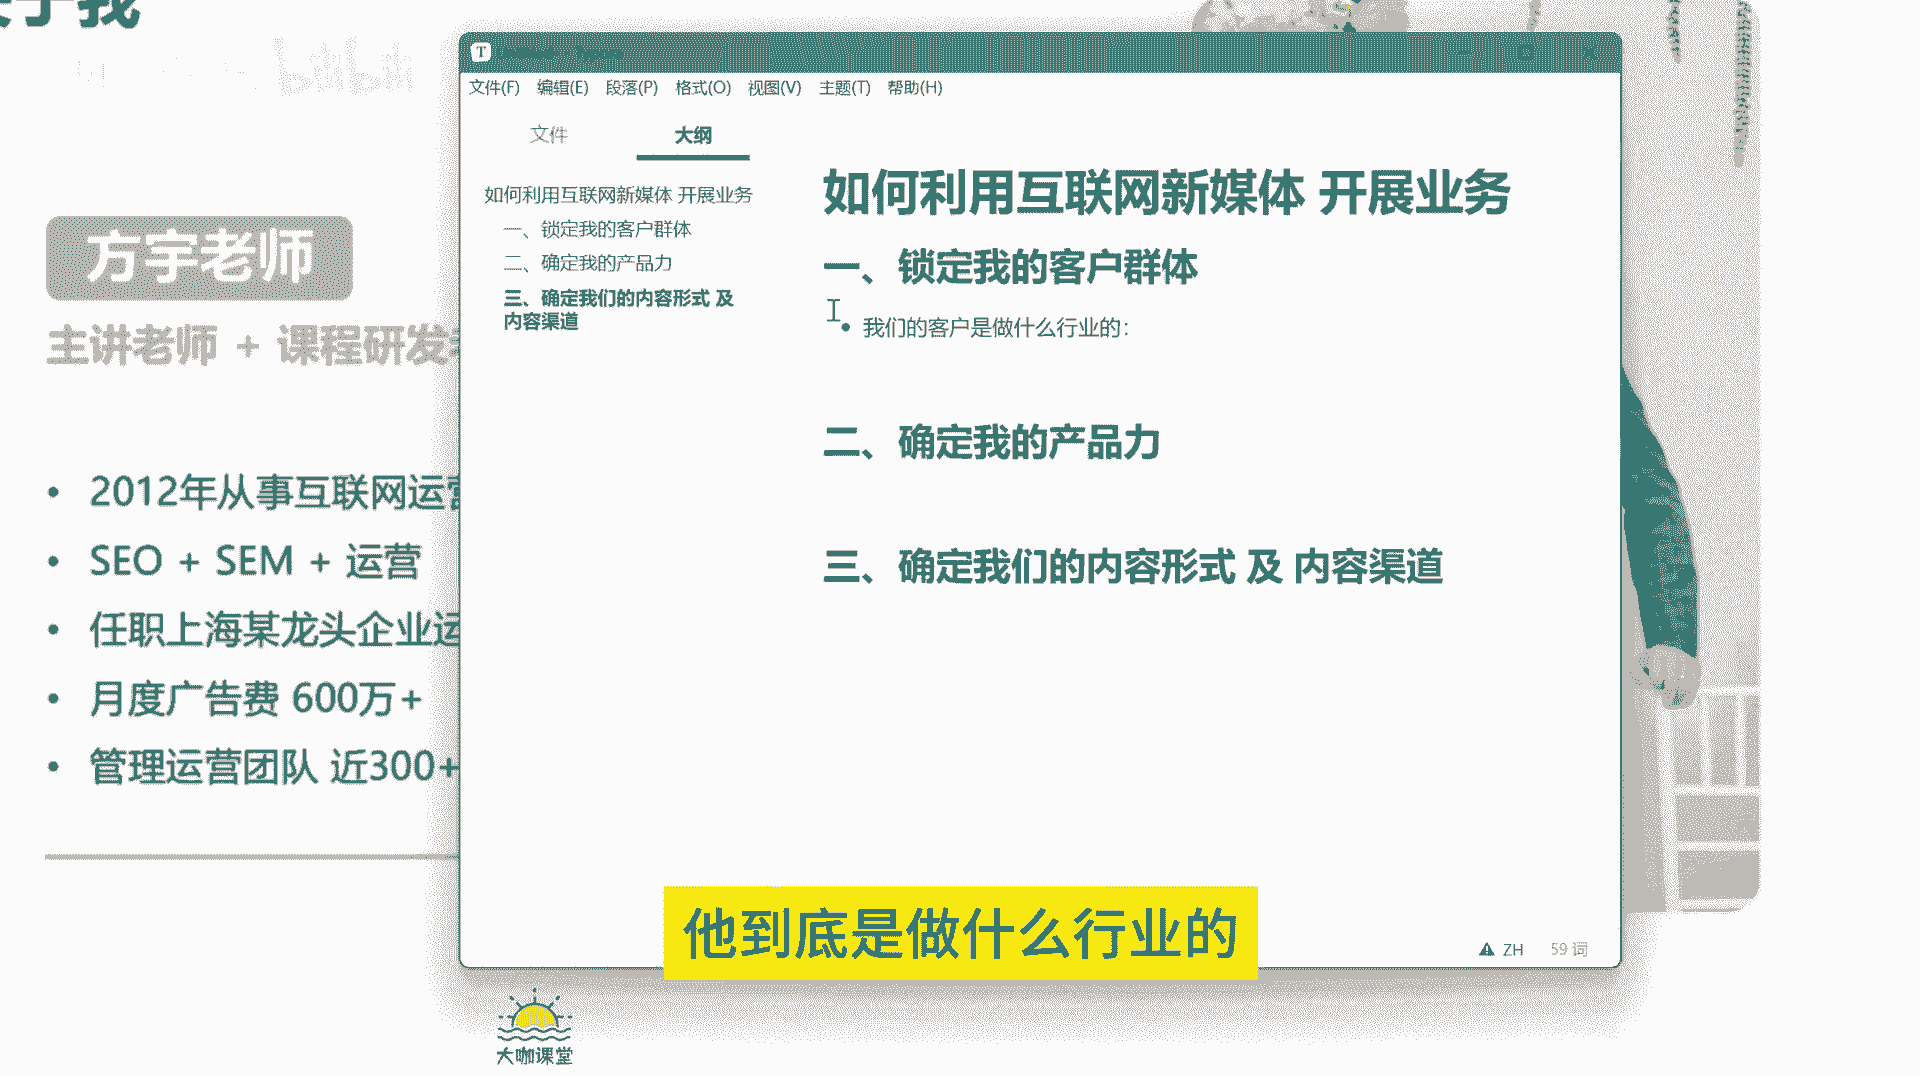 于我
bilibili
方宇老师
主讲老师 + 课程研发
2012年从事互联网运营
SEO + SEM + 运营
任职上海某龙头企业运
月度广告费 600万+
管理运营团队 近300+
T
文件(F) 编辑(E) 段落(P) 格式(O) 视图(V) 主题(T) 帮助(H)
文件 大纲
如何利用互联网新媒体 开展业务
一、锁定我的客户群体
二、确定我的产品力
三、确定我们的内容形式 及
内容渠道
如何利用互联网新媒体 开展业务
一、锁定我的客户群体
我们的客户是做什么行业的：
二、确定我的产品力
三、确定我们的内容形式 及 内容渠道
ZH 59 词
他到底是做什么行业的
大咖课堂